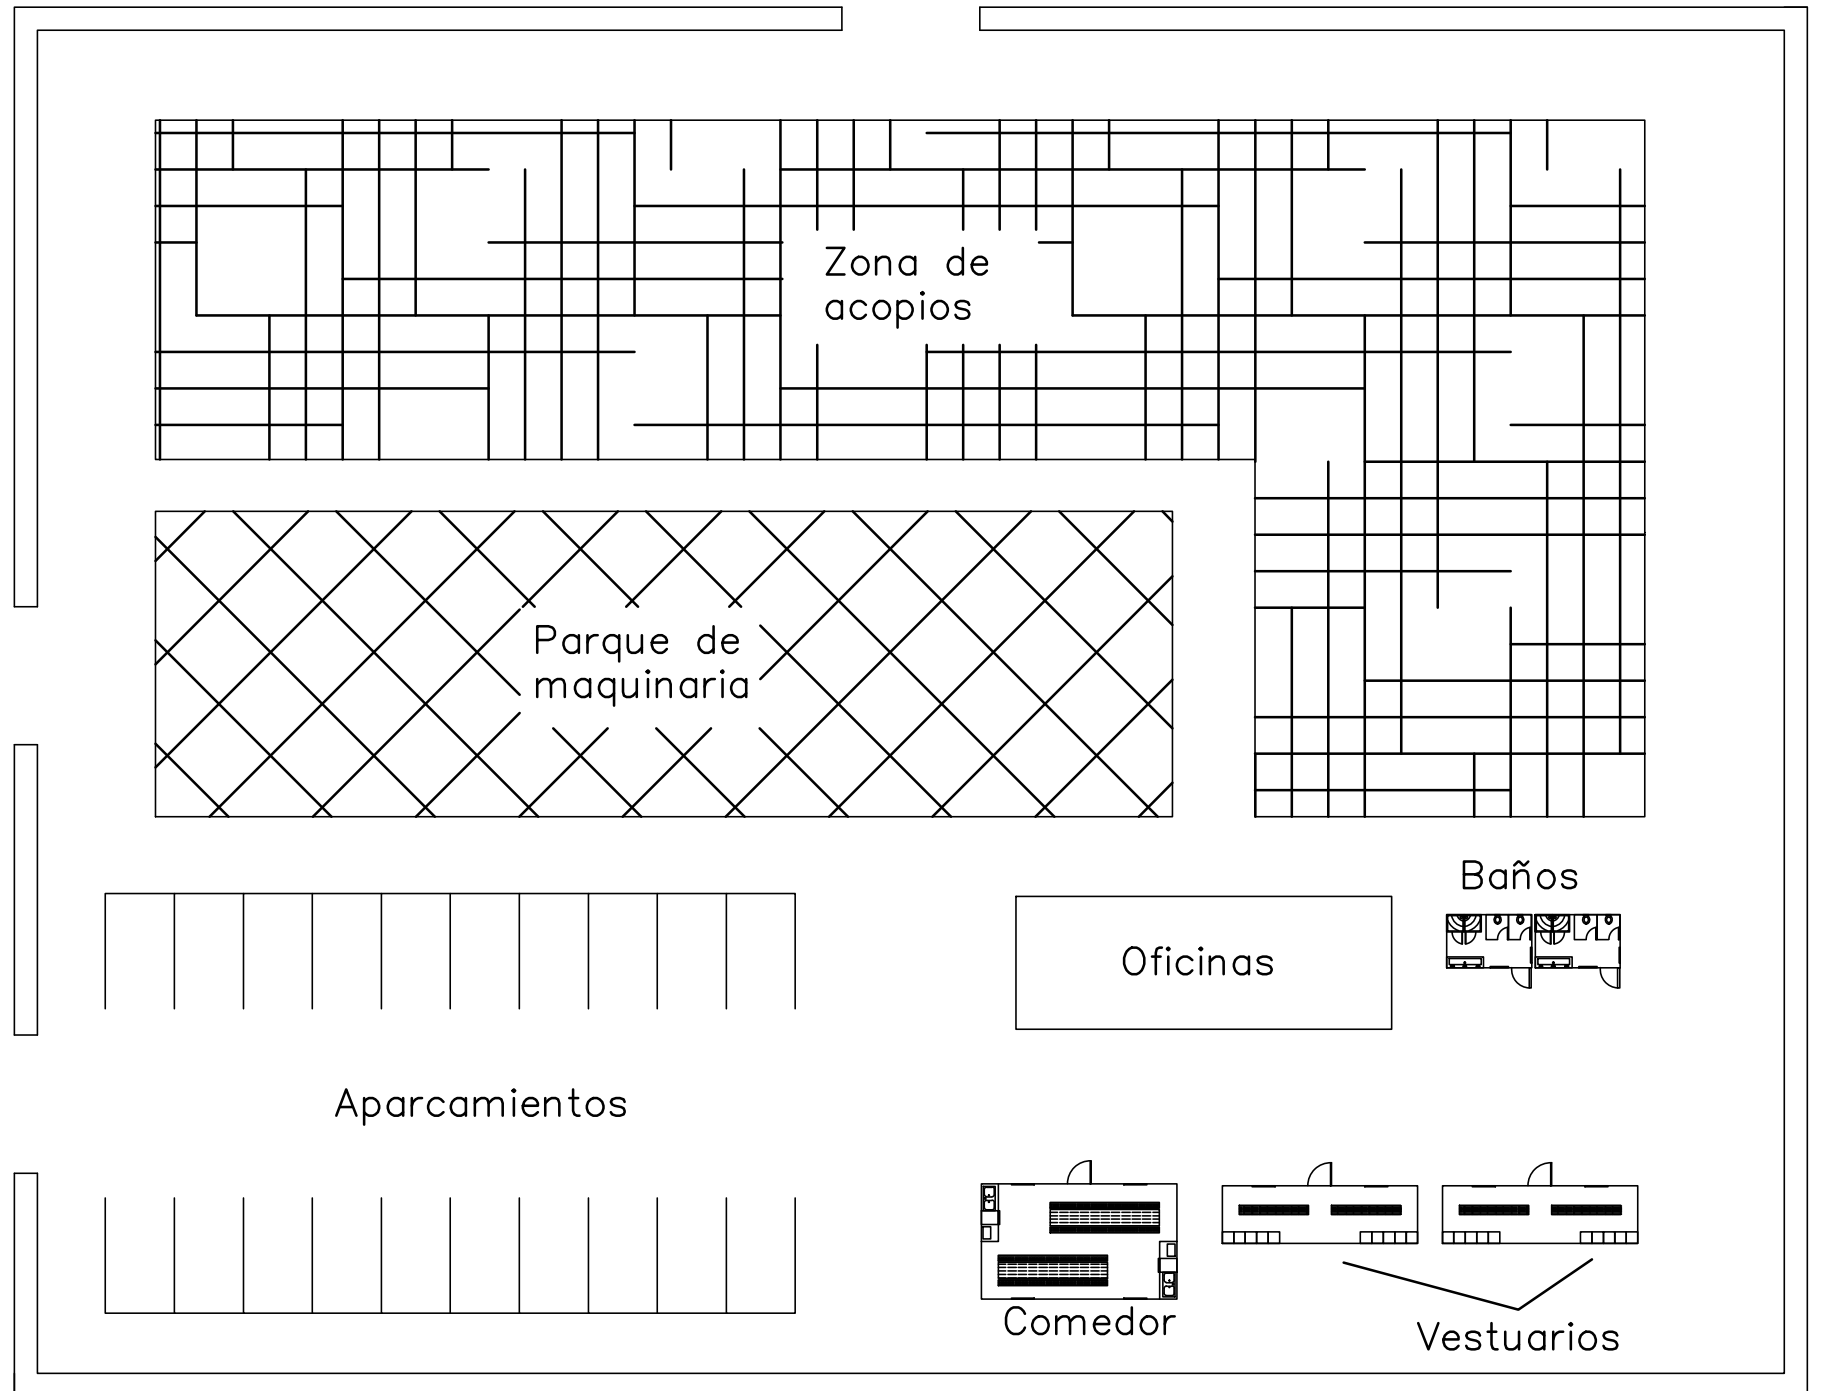 Zona de
acopios
Parque de
maquinaria
Baños
Oficinas
Aparcamientos
Comedor
Vestuarios